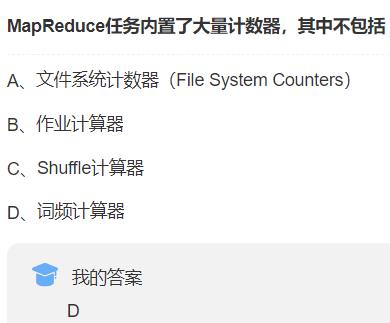 MapReduce任务内置了大量计数器，其中不包括
A、文件系统计数器（File System Counters）
B、作业计算器
C、Shuffle计算器
D、词频计算器
我的答案
D